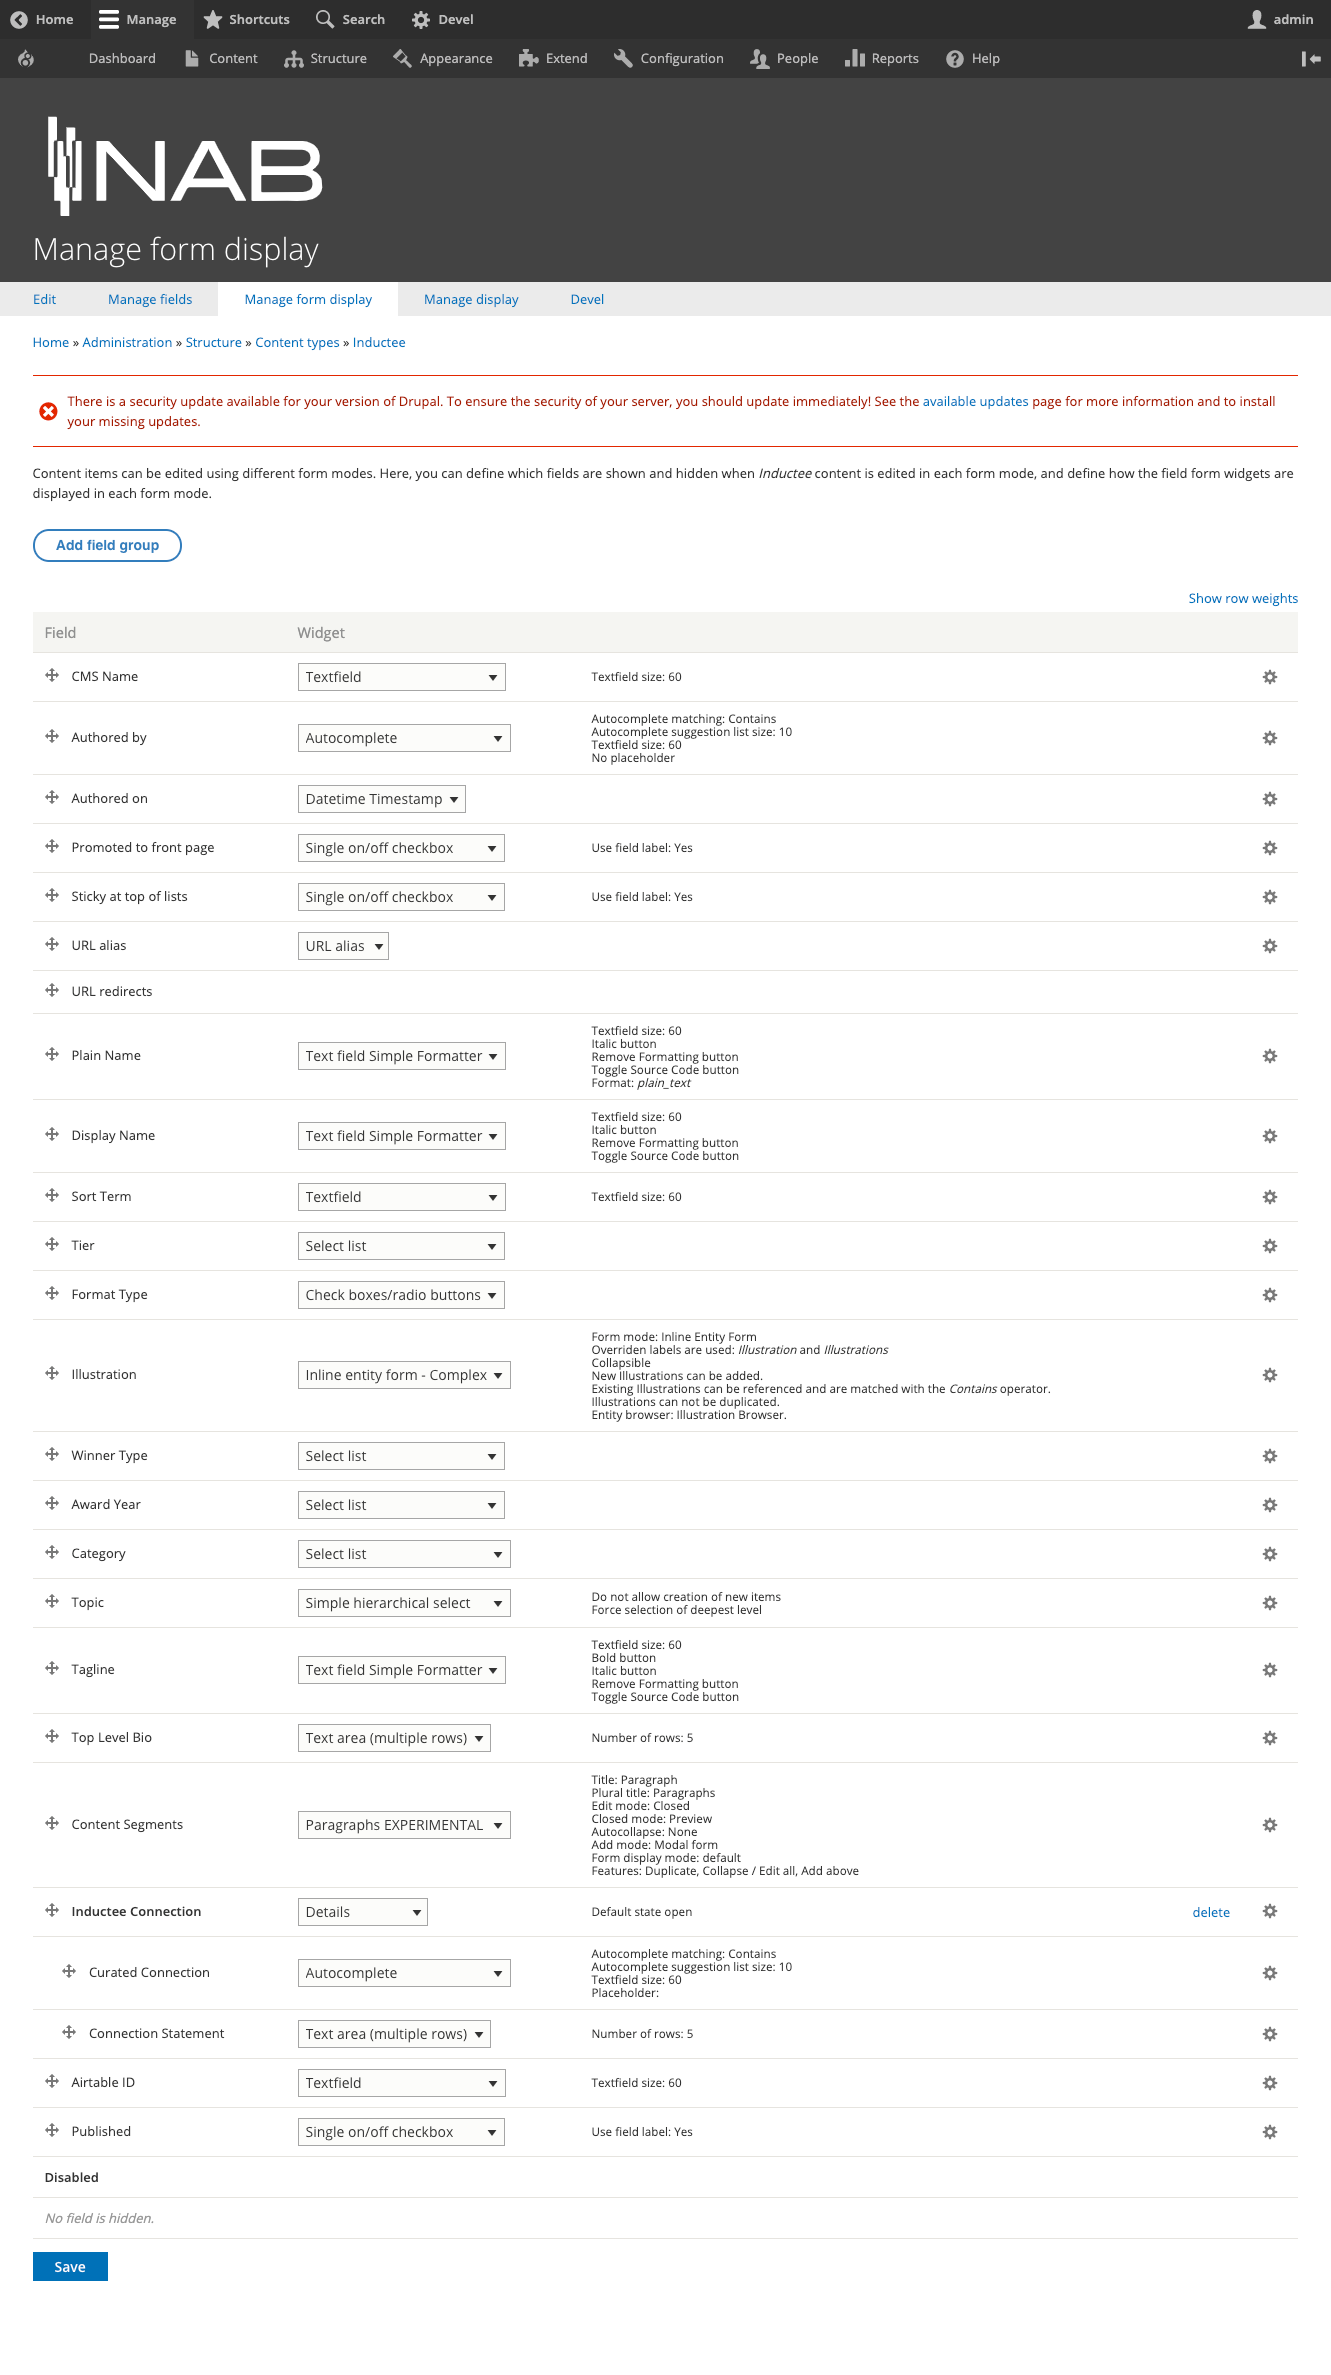 Home Manage Shortcuts Search Devel admin
Dashboard Content Structure Appearance Extend Configuration People Reports Help
NAB
Manage form display
Edit Manage fields Manage form display Manage display Devel
Home » Administration » Structure » Content types » Inductee
There is a security update available for your version of Drupal. To ensure the security of your server, you should update immediately! See the available updates page for more information and to install
your missing updates.
Content items can be edited using different form modes. Here, you can define which fields are shown and hidden when Inductee content is edited in each form mode, and define how the field form widgets are
displayed in each form mode.
Add field group
Show row weights
Field Widget
CMS Name Textfield Textfield size: 60
Authored by Autocomplete
Autocomplete matching: Contains
Autocomplete suggestion list size: 10
Textfield size: 60
No placeholder
Authored on Datetime Timestamp
Promoted to front page Single on/off checkbox Use field label: Yes
Sticky at top of lists Single on/off checkbox Use field label: Yes
URL alias URL alias
URL redirects
Plain Name Text field Simple Formatter
Textfield size: 60
Italic button
Remove Formatting button
Toggle Source Code button
Format: plain_text
Display Name Text field Simple Formatter
Textfield size: 60
Italic button
Remove Formatting button
Toggle Source Code button
Sort Term Textfield Textfield size: 60
Tier Select list
Format Type Check boxes/radio buttons
Illustration Inline entity form - Complex
Form mode: Inline Entity Form
Overriden labels are used: Illustration and Illustrations
Collapsible
New Illustrations can be added.
Existing Illustrations can be referenced and are matched with the Contains operator.
Illustrations can not be duplicated.
Entity browser: Illustration Browser.
Winner Type Select list
Award Year Select list
Category Select list
Topic Simple hierarchical select
Do not allow creation of new items
Force selection of deepest level
Tagline Text field Simple Formatter
Textfield size: 60
Bold button
Italic button
Remove Formatting button
Toggle Source Code button
Top Level Bio Text area (multiple rows) Number of rows: 5
Content Segments Paragraphs EXPERIMENTAL
Title: Paragraph
Plural title: Paragraphs
Edit mode: Closed
Closed mode: Preview
Autocollapse: None
Add mode: Modal form
Form display mode: default
Features: Duplicate, Collapse / Edit all, Add above
Inductee Connection Details Default state open delete
Curated Connection Autocomplete
Autocomplete matching: Contains
Autocomplete suggestion list size: 10
Textfield size: 60
Placeholder:
Connection Statement Text area (multiple rows) Number of rows: 5
Airtable ID Textfield Textfield size: 60
Published Single on/off checkbox Use field label: Yes
Disabled
No field is hidden.
Save